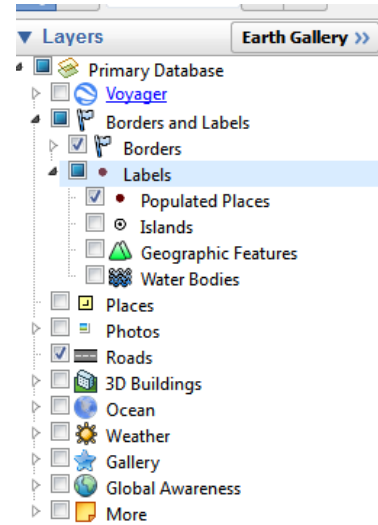 Layers
Earth Gallery >>
Primary Database
Voyager
Borders and Labels
Borders
Labels
Populated Places
Islands
Geographic Features
Water Bodies
Places
Photos
Roads
3D Buildings
Ocean
Weather
Gallery
Global Awareness
More